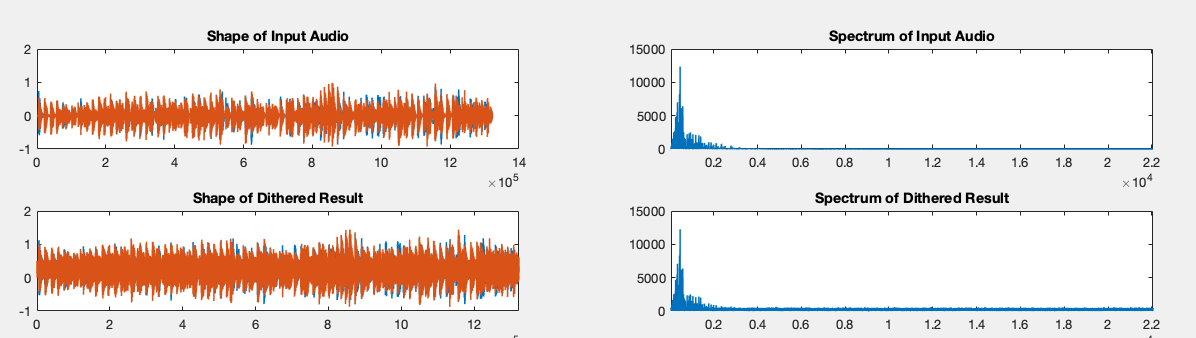 Shape of Input Audio
2
1
0
-1
0 2 4 6 8 10 12 14
×10^5
Spectrum of Input Audio
15000
10000
5000
0
0.2 0.4 0.6 0.8 1 1.2 1.4 1.6 1.8 2 2.2
×10^4
Shape of Dithered Result
2
1
0
-1
0 2 4 6 8 10 12
Spectrum of Dithered Result
15000
10000
5000
0
0.2 0.4 0.6 0.8 1 1.2 1.4 1.6 1.8 2 2.2